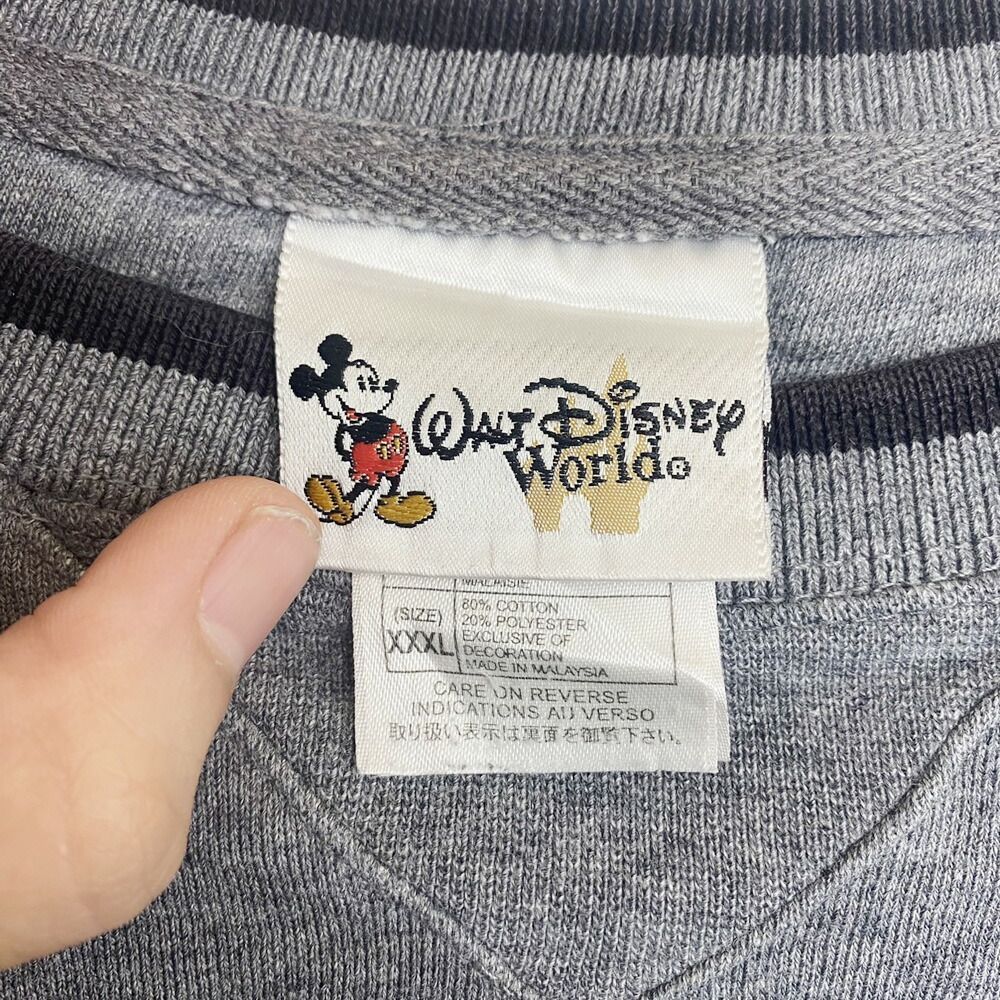 WALT DISNEY
World®
MALAISIE
(SIZE)
XXXL
80% COTTON
20% POLYESTER
EXCLUSIVE OF
DECORATION
MADE IN MALAYSIA
CARE ON REVERSE
INDICATIONS AU VERSO
取り扱い表示は裏面を御覧下さい。